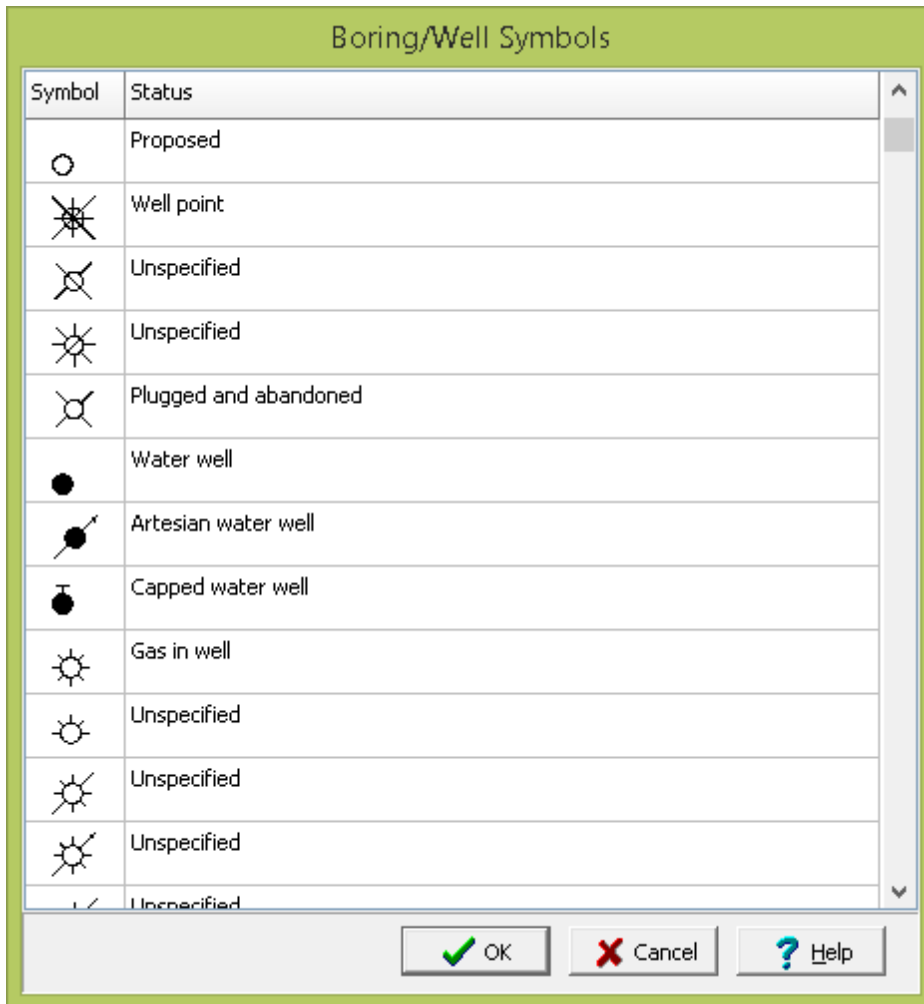 Boring/Well Symbols
Symbol Status
Proposed
Well point
Unspecified
Unspecified
Plugged and abandoned
Water well
Artesian water well
Capped water well
Gas in well
Unspecified
Unspecified
Unspecified
Unspecified
OK Cancel Help